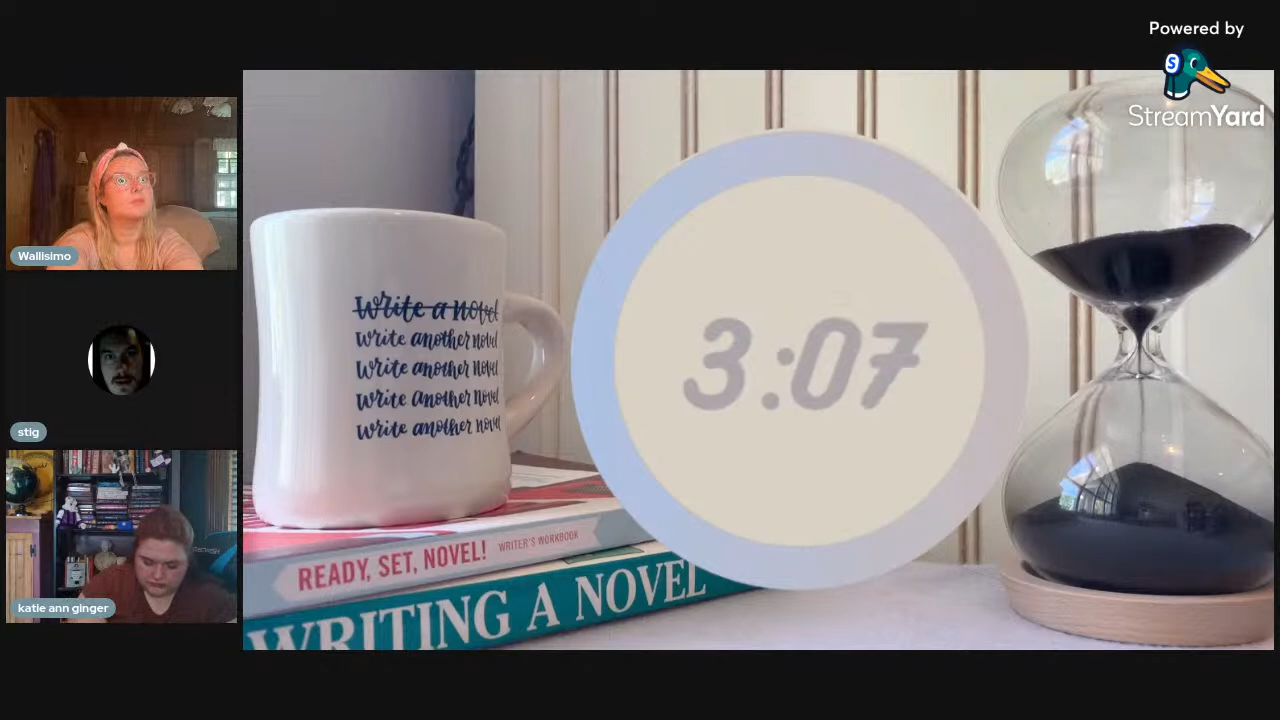 Powered by
StreamYard
Wallisimo
stig
katie ann ginger
Write a novel
write another novel
write another novel
write another novel
write another novel
3:07
READY, SET, NOVEL! WRITER'S WORKBOOK
WRITING A NOVEL